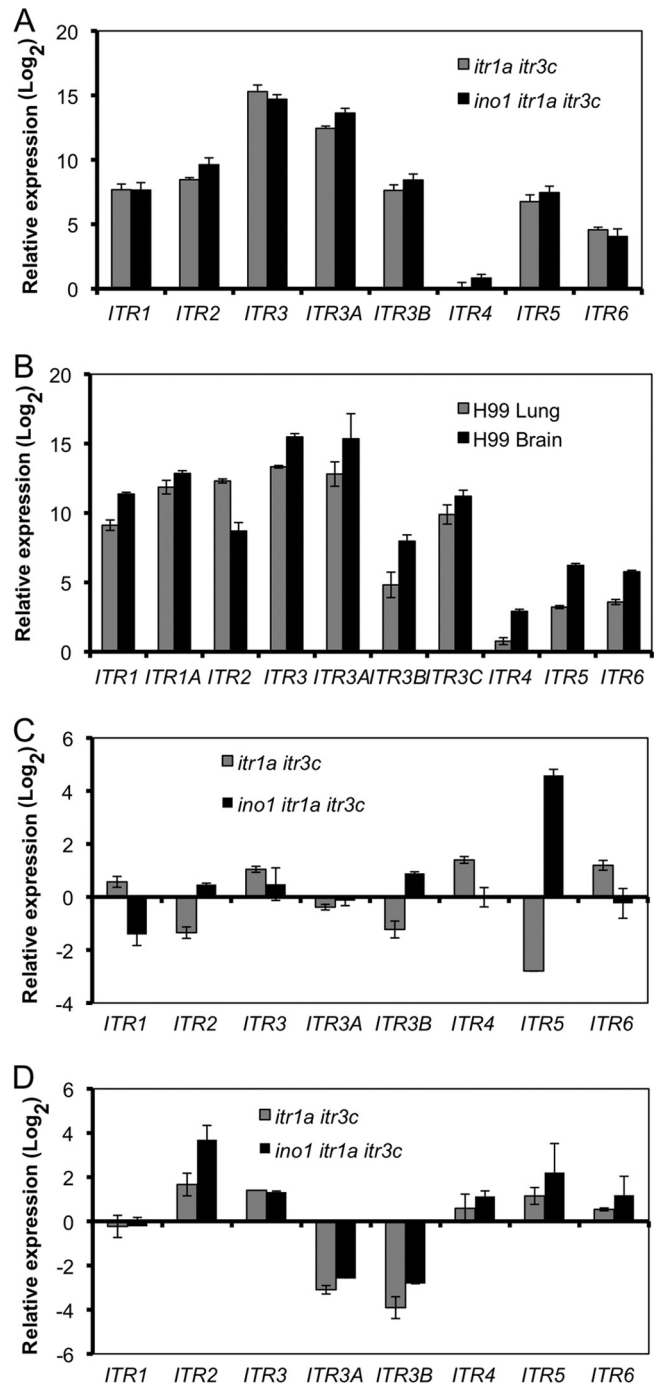 A
Relative expression (Log2)
20
15
10
5
0
itr1a itr3c
ino1 itr1a itr3c
ITR1 ITR2 ITR3 ITR3A ITR3B ITR4 ITR5 ITR6
B
Relative expression (Log2)
20
15
10
5
0
H99 Lung
H99 Brain
ITR1 ITR1A ITR2 ITR3 ITR3A ITR3B ITR3C ITR4 ITR5 ITR6
C
Relative expression (Log2)
6
4
2
0
-2
-4
itr1a itr3c
ino1 itr1a itr3c
ITR1 ITR2 ITR3 ITR3A ITR3B ITR4 ITR5 ITR6
D
Relative expression (Log2)
6
4
2
0
-2
-4
-6
itr1a itr3c
ino1 itr1a itr3c
ITR1 ITR2 ITR3 ITR3A ITR3B ITR4 ITR5 ITR6